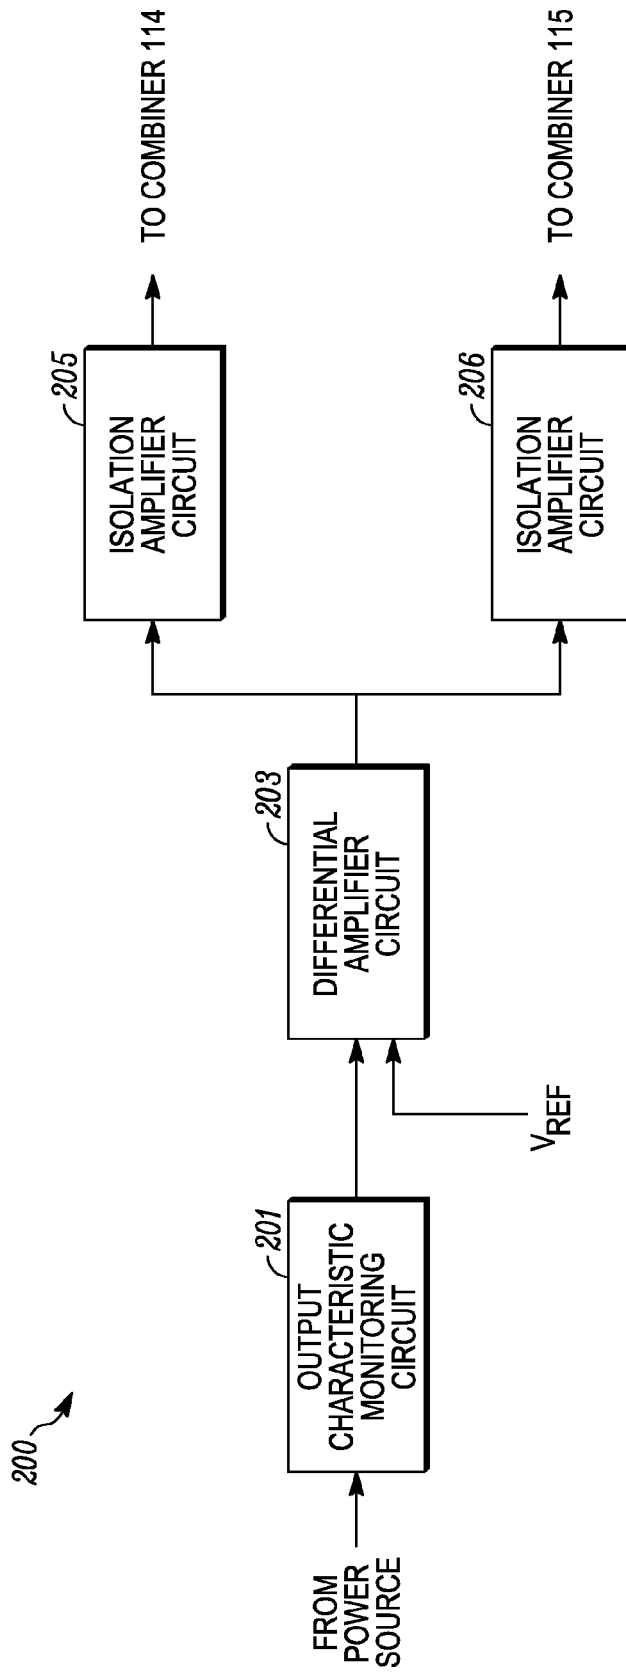 200
FROM
POWER
SOURCE
201
OUTPUT
CHARACTERISTIC
MONITORING
CIRCUIT
VREF
203
DIFFERENTIAL
AMPLIFIER
CIRCUIT
205
ISOLATION
AMPLIFIER
CIRCUIT
TO COMBINER 114
206
ISOLATION
AMPLIFIER
CIRCUIT
TO COMBINER 115